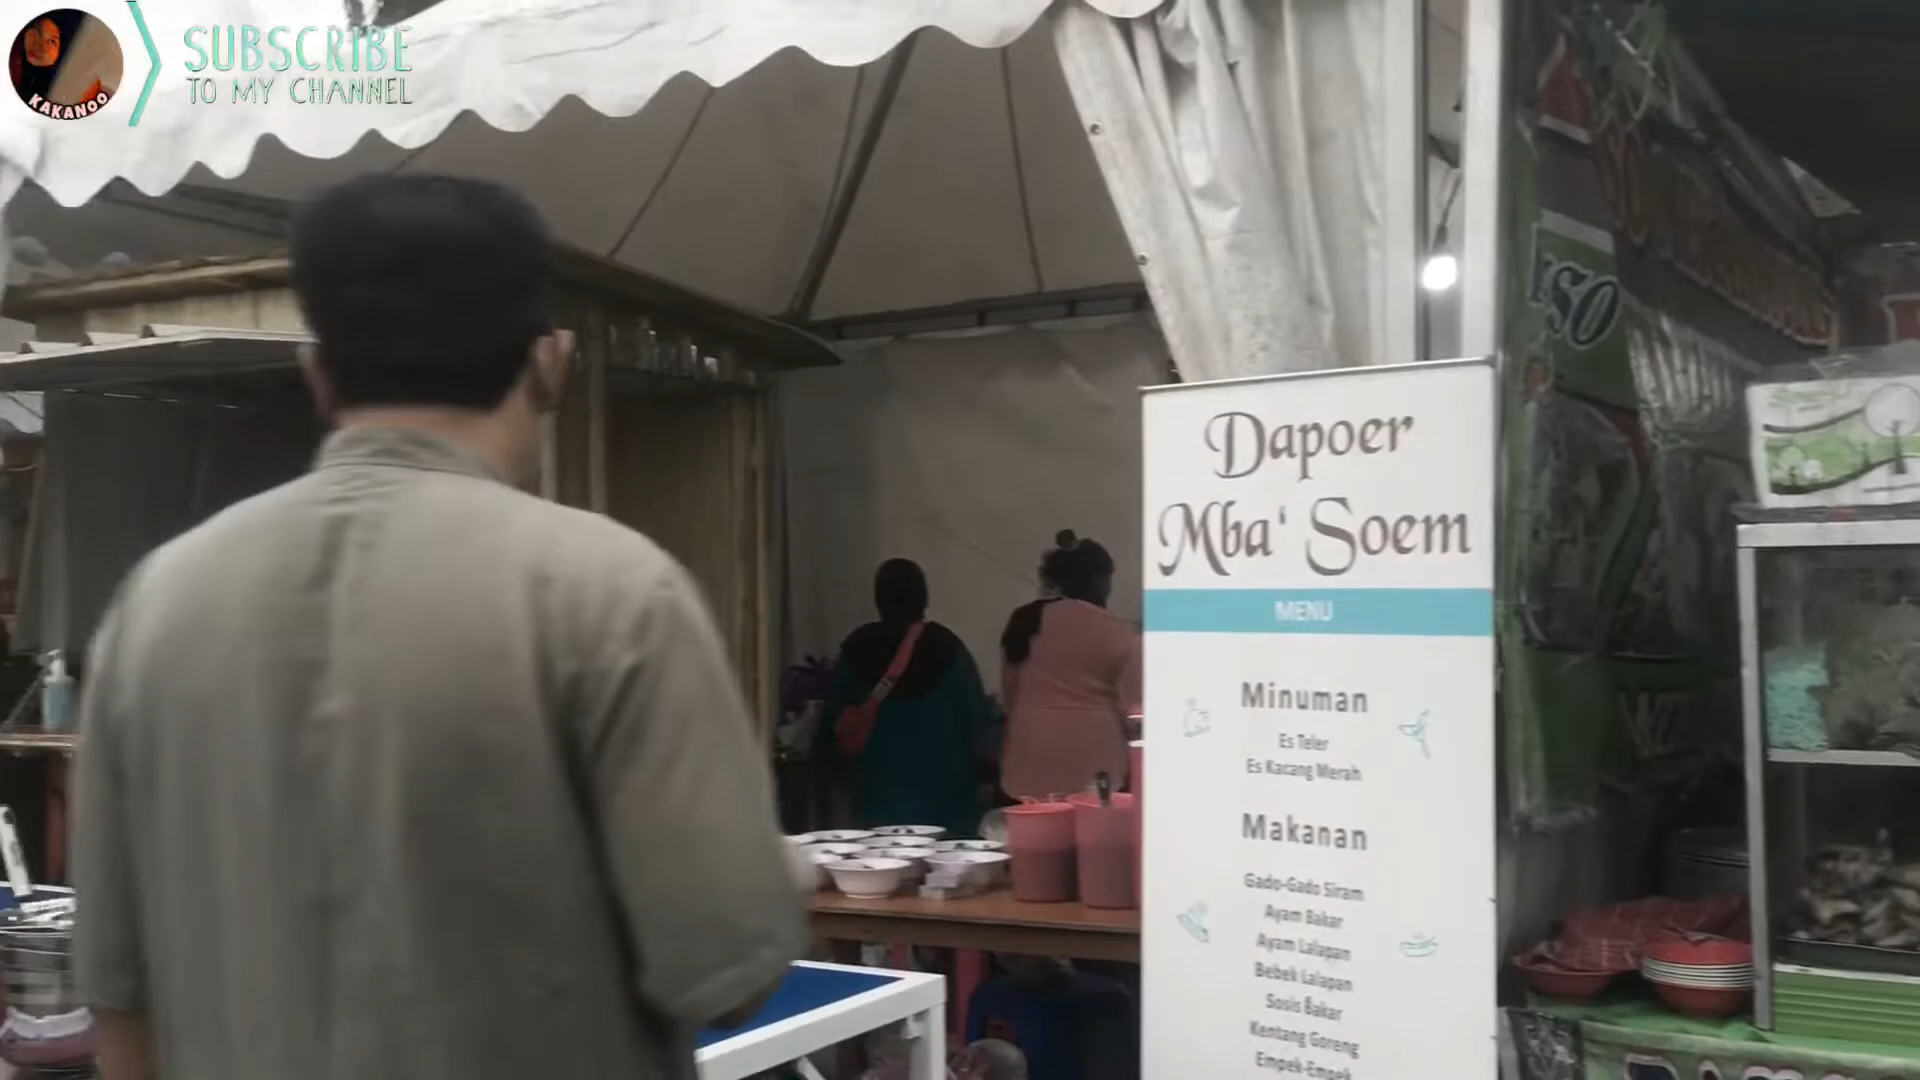 KAKANOO
SUBSCRIBE
TO MY CHANNEL
Dapoer
Mba' Soem
MENU
Minuman
Es Teler
Es Kacang Merah
Makanan
Gado-Gado Siram
Ayam Bakar
Ayam Lalapan
Bebek Lalapan
Sosis Bakar
Kentang Goreng
Empek-Empek